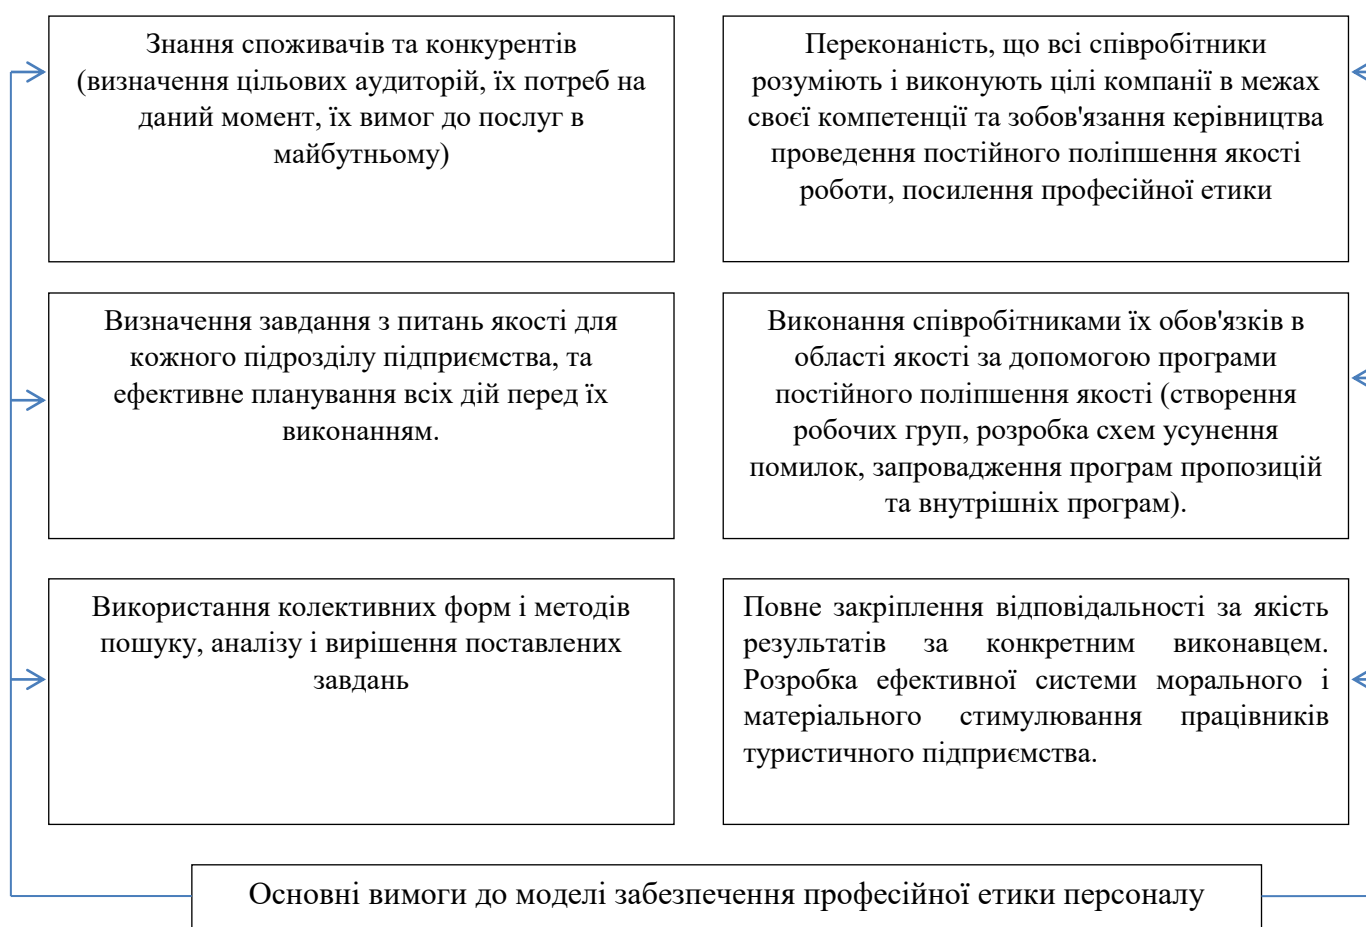 Знання споживачів та конкурентів
(визначення цільових аудиторій, їх потреб на
даний момент, їх вимог до послуг в
майбутньому)
Переконаність, що всі співробітники
розуміють і виконують цілі компанії в межах
своєї компетенції та зобов'язання керівництва
проведення постійного поліпшення якості
роботи, посилення професійної етики
Визначення завдання з питань якості для
кожного підрозділу підприємства, та
ефективне планування всіх дій перед їх
виконанням.
Виконання співробітниками їх обов'язків в
області якості за допомогою програми
постійного поліпшення якості (створення
робочих груп, розробка схем усунення
помилок, запровадження програм пропозицій
та внутрішніх програм).
Використання колективних форм і методів
пошуку, аналізу і вирішення поставлених
завдань
Повне закріплення відповідальності за якість
результатів за конкретним виконавцем.
Розробка ефективної системи морального і
матеріального стимулювання працівників
туристичного підприємства.
Основні вимоги до моделі забезпечення професійної етики персоналу